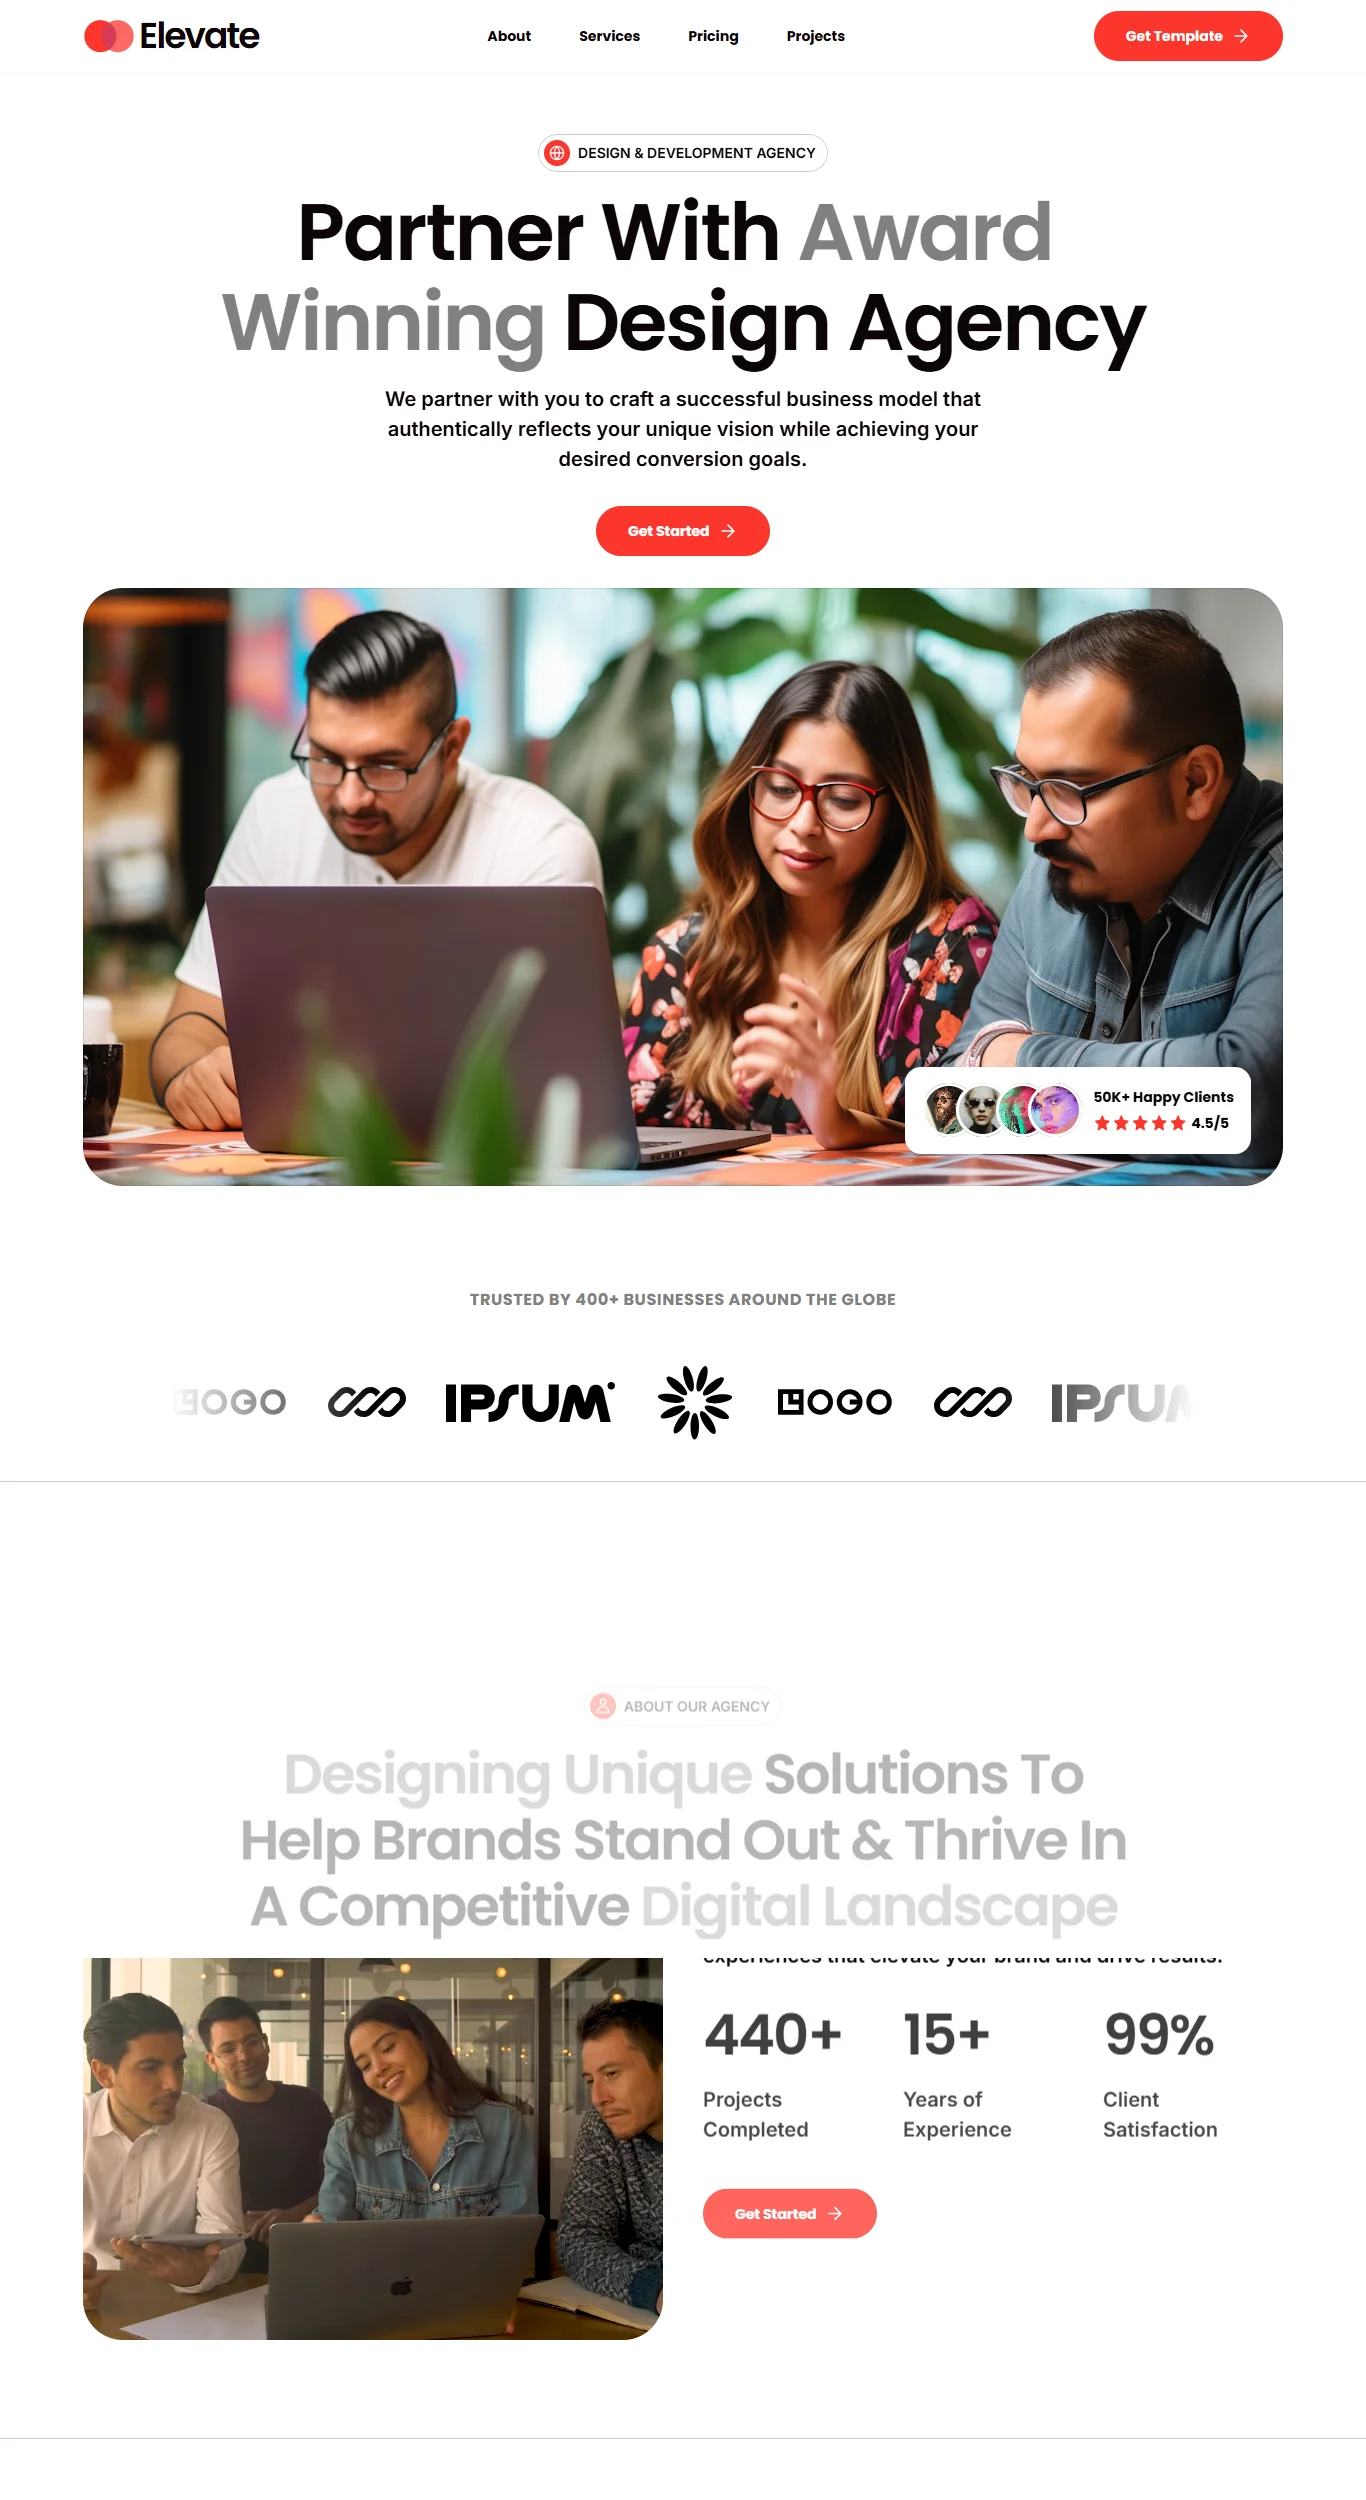 Elevate
About
Services
Pricing
Projects
Get Template
DESIGN & DEVELOPMENT AGENCY
Partner With Award
Winning Design Agency
We partner with you to craft a successful business model that
authentically reflects your unique vision while achieving your
desired conversion goals.
Get Started
50K+ Happy Clients
4.5/5
TRUSTED BY 400+ BUSINESSES AROUND THE GLOBE
LOGO
IPSUM
LOGO
IPSUM
ABOUT OUR AGENCY
Designing Unique Solutions To
Help Brands Stand Out & Thrive In
A Competitive Digital Landscape
experiences that elevate your brand and drive results.
440+
15+
99%
Projects
Completed
Years of
Experience
Client
Satisfaction
Get Started